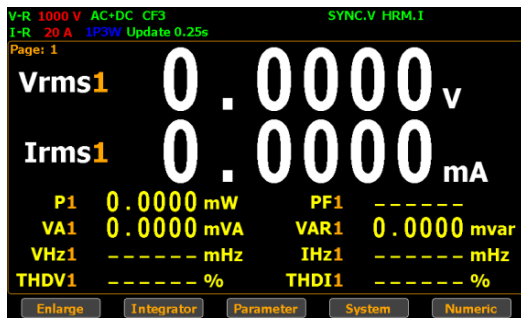 V-R 1000 V AC+DC CF3 SYNC.V HRM.I
I-R 20 A 1P3W Update 0.25s
Page: 1
Vrms1 0.0000 V
Irms1 0.0000 mA
P1 0.0000 mW PF1 ------
VA1 0.0000 mVA VAR1 0.0000 mvar
VHz1 ------ mHz IHz1 ------ mHz
THDV1 ------ % THDI1 ------ %
Enlarge Integrator Parameter System Numeric